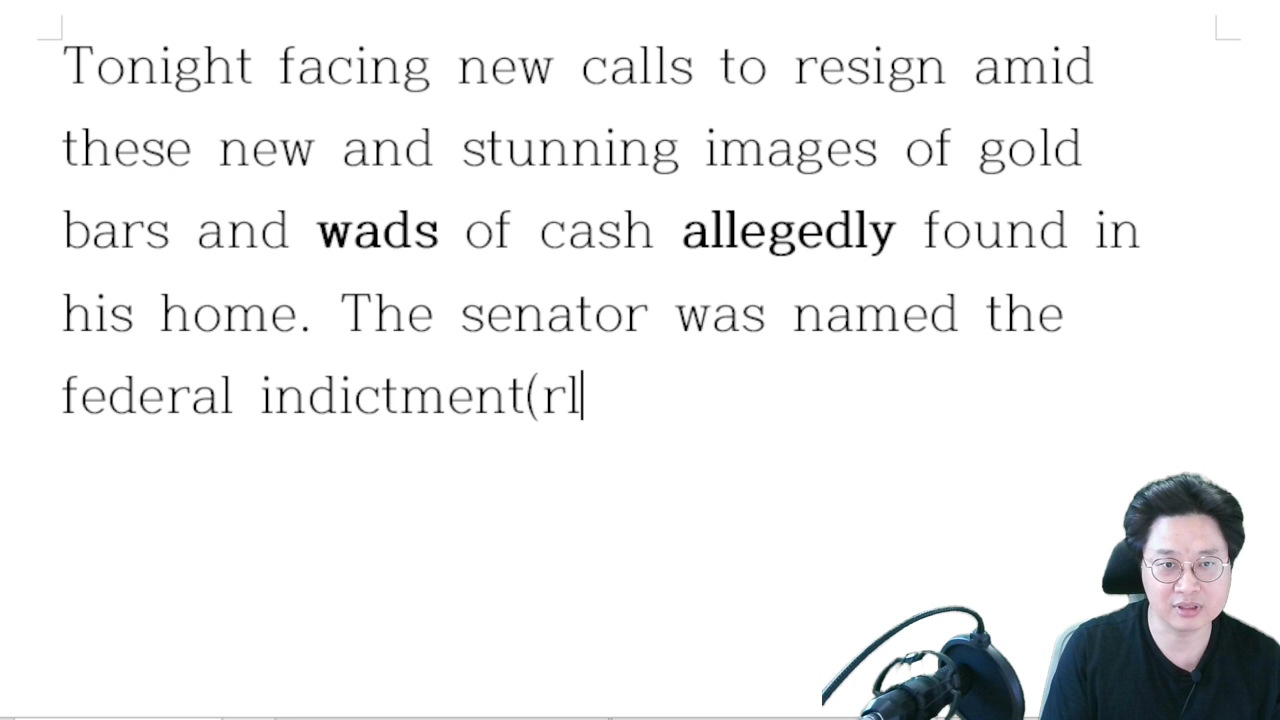 Tonight facing new calls to resign amid
these new and stunning images of gold
bars and wads of cash allegedly found in
his home. The senator was named the
federal indictment(rl